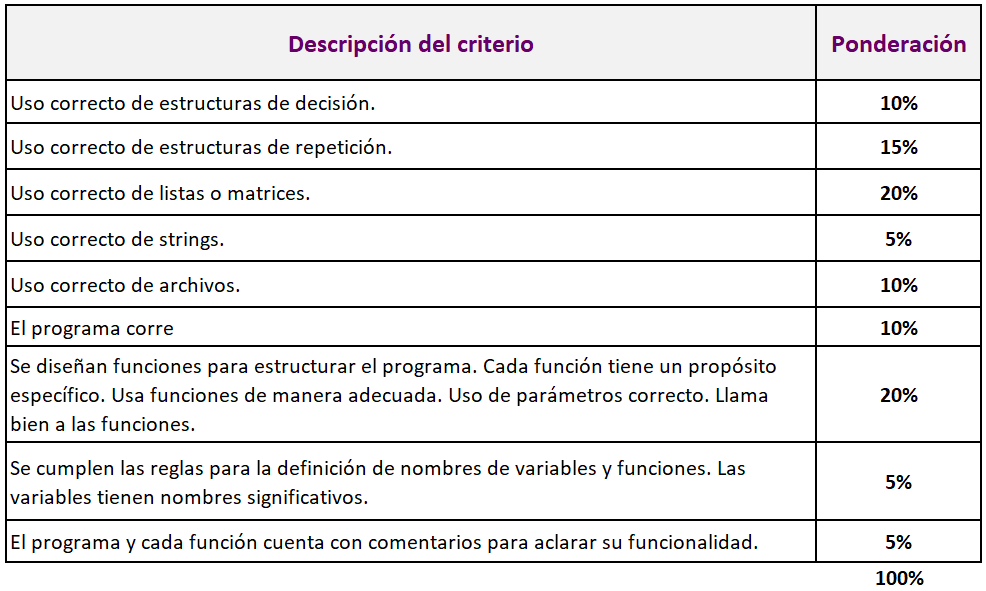 Descripción del criterio Ponderación
Uso correcto de estructuras de decisión. 10%
Uso correcto de estructuras de repetición. 15%
Uso correcto de listas o matrices. 20%
Uso correcto de strings. 5%
Uso correcto de archivos. 10%
El programa corre 10%
Se diseñan funciones para estructurar el programa. Cada función tiene un propósito
específico. Usa funciones de manera adecuada. Uso de parámetros correcto. Llama
bien a las funciones.
20%
Se cumplen las reglas para la definición de nombres de variables y funciones. Las
variables tienen nombres significativos.
5%
El programa y cada función cuenta con comentarios para aclarar su funcionalidad. 5%
100%